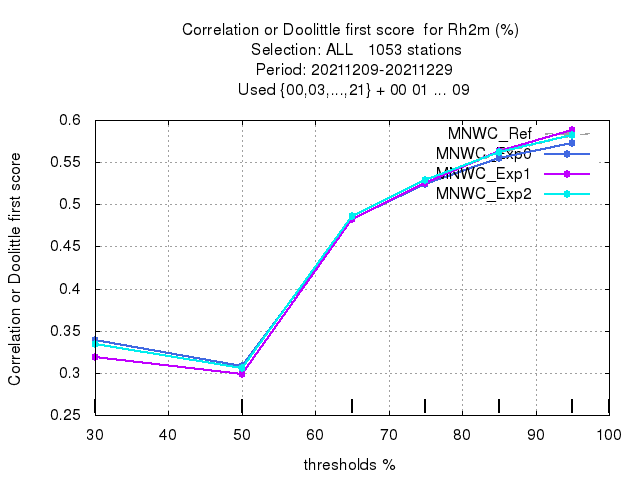 Correlation or Doolittle first score  for Rh2m (%)
Selection: ALL   1053 stations
Period: 20211209-20211229
Used {00,03,...,21} + 00 01 ... 09
Correlation or Doolittle first score
0.6
0.55
0.5
0.45
0.4
0.35
0.3
0.25
MNWC_Ref
MNWC_Exp0
MNWC_Exp1
MNWC_Exp2
30 40 50 60 70 80 90 100
thresholds %